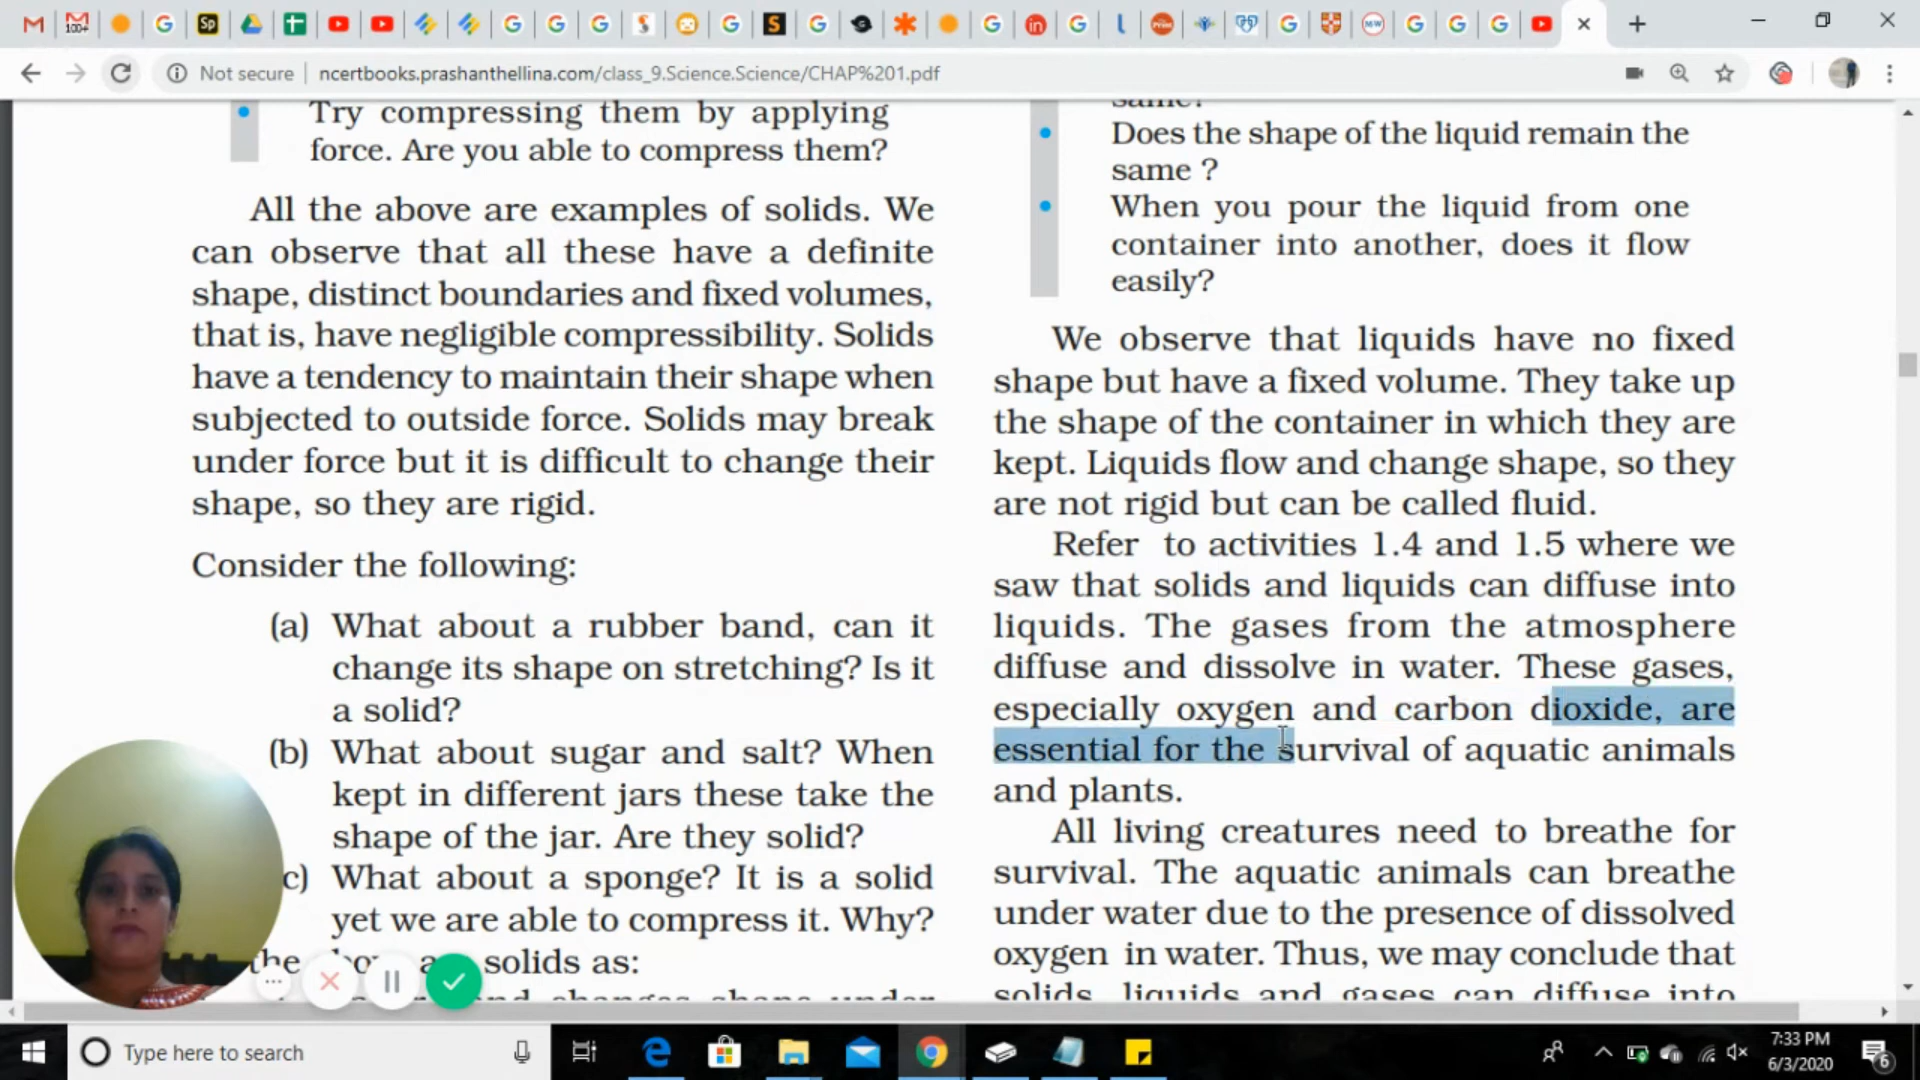 Not secure
ncertbooks.prashanthellina.com/class_9.Science.Science/CHAP%201.pdf
Try compressing them by applying
force. Are you able to compress them?
All the above are examples of solids. We
can observe that all these have a definite
shape, distinct boundaries and fixed volumes,
that is, have negligible compressibility. Solids
have a tendency to maintain their shape when
subjected to outside force. Solids may break
under force but it is difficult to change their
shape, so they are rigid.
Consider the following:
(a) What about a rubber band, can it
change its shape on stretching? Is it
a solid?
(b) What about sugar and salt? When
kept in different jars these take the
shape of the jar. Are they solid?
c) What about a sponge? It is a solid
yet we are able to compress it. Why?
the solids as:
changes shape under
same?
Does the shape of the liquid remain the
same ?
When you pour the liquid from one
container into another, does it flow
easily?
We observe that liquids have no fixed
shape but have a fixed volume. They take up
the shape of the container in which they are
kept. Liquids flow and change shape, so they
are not rigid but can be called fluid.
Refer to activities 1.4 and 1.5 where we
saw that solids and liquids can diffuse into
liquids. The gases from the atmosphere
diffuse and dissolve in water. These gases,
especially oxygen and carbon dioxide, are
essential for the survival of aquatic animals
and plants.
All living creatures need to breathe for
survival. The aquatic animals can breathe
under water due to the presence of dissolved
oxygen in water. Thus, we may conclude that
solids, liquids and gases can diffuse into
Type here to search
7:33 PM
6/3/2020
6